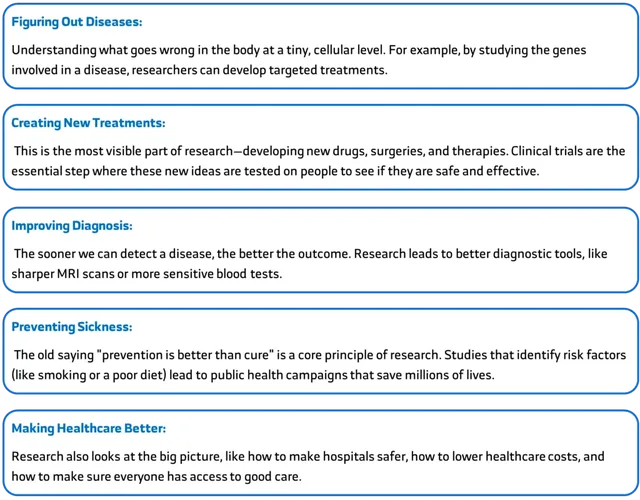 Figuring Out Diseases:
Understanding what goes wrong in the body at a tiny, cellular level. For example, by studying the genes
involved in a disease, researchers can develop targeted treatments.
Creating New Treatments:
This is the most visible part of research—developing new drugs, surgeries, and therapies. Clinical trials are the
essential step where these new ideas are tested on people to see if they are safe and effective.
Improving Diagnosis:
The sooner we can detect a disease, the better the outcome. Research leads to better diagnostic tools, like
sharper MRI scans or more sensitive blood tests.
Preventing Sickness:
The old saying "prevention is better than cure" is a core principle of research. Studies that identify risk factors
(like smoking or a poor diet) lead to public health campaigns that save millions of lives.
Making Healthcare Better:
Research also looks at the big picture, like how to make hospitals safer, how to lower healthcare costs, and
how to make sure everyone has access to good care.